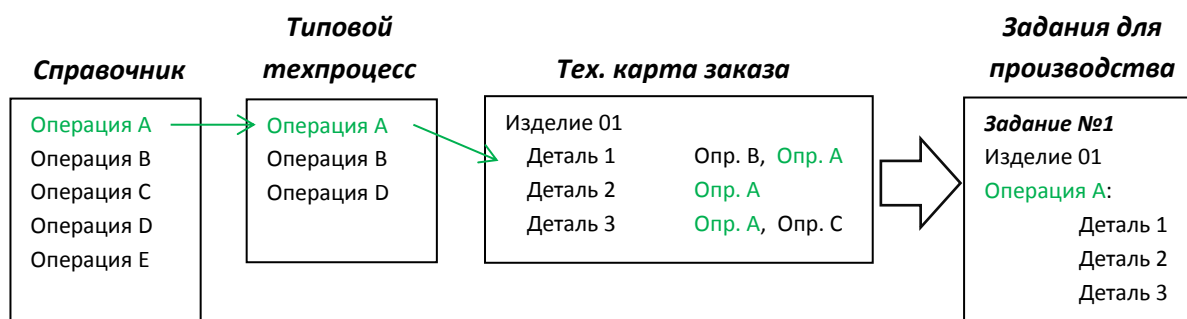 Справочник
Операция A
Операция B
Операция C
Операция D
Операция E
Типовой
техпроцесс
Операция A
Операция B
Операция D
Тех. карта заказа
Изделие 01
Деталь 1 Опр. B, Опр. A
Деталь 2 Опр. A
Деталь 3 Опр. A, Опр. C
Задания для
производства
Задание №1
Изделие 01
Операция A:
Деталь 1
Деталь 2
Деталь 3